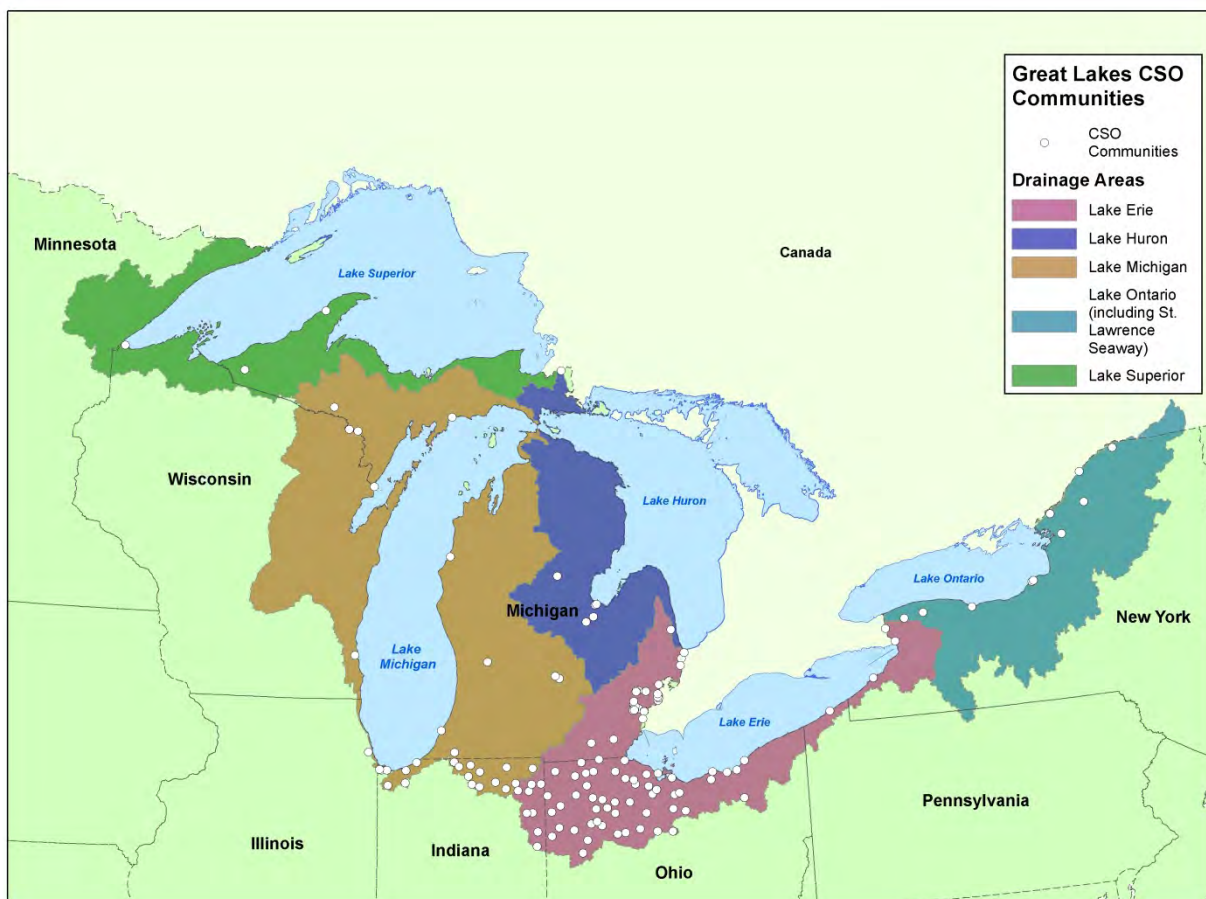 Great Lakes CSO
Communities
CSO
Communities
Drainage Areas
Lake Erie
Lake Huron
Lake Michigan
Lake Ontario
(including St.
Lawrence
Seaway)
Lake Superior
Minnesota
Canada
Lake Superior
Wisconsin
Lake Huron
Lake Ontario
Michigan
New York
Lake
Michigan
Lake Erie
Pennsylvania
Illinois
Indiana
Ohio